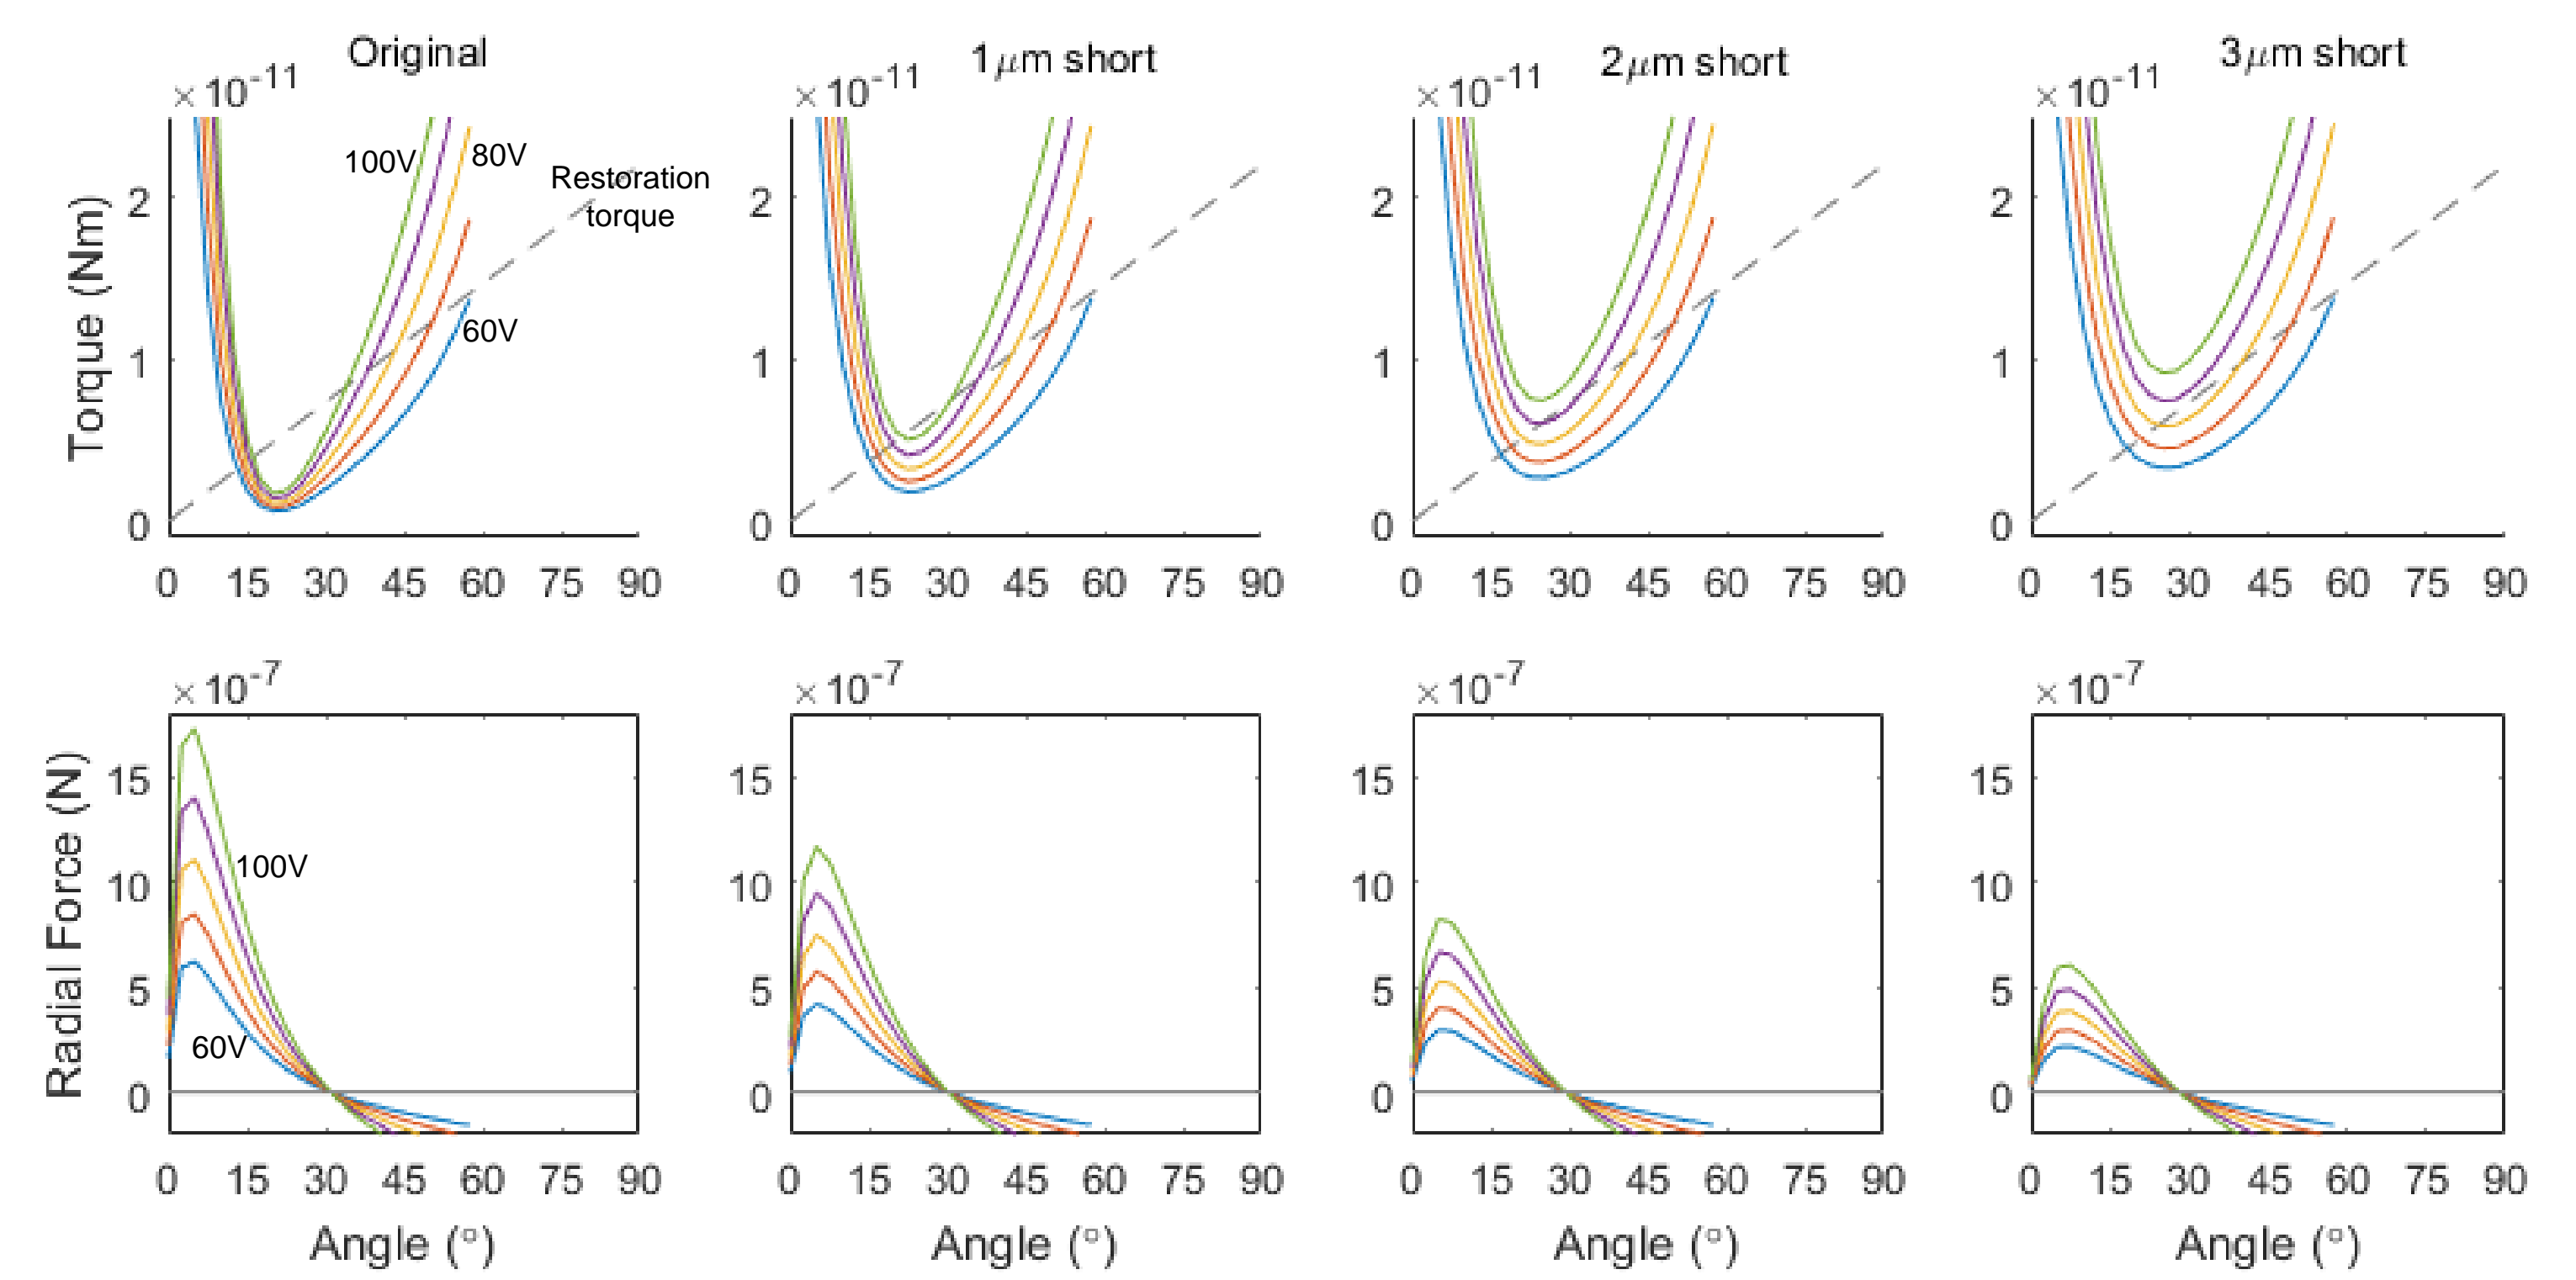 Original
1μm short
2μm short
3μm short
×10-11
×10-11
×10-11
×10-11
Torque (Nm)
2
1
0
100V
80V
60V
Restoration
torque
0 15 30 45 60 75 90
2
1
0
0 15 30 45 60 75 90
2
1
0
0 15 30 45 60 75 90
2
1
0
0 15 30 45 60 75 90
×10-7
×10-7
×10-7
×10-7
Radial Force (N)
15
10
5
0
100V
60V
0 15 30 45 60 75 90
Angle (°)
15
10
5
0
0 15 30 45 60 75 90
Angle (°)
15
10
5
0
0 15 30 45 60 75 90
Angle (°)
15
10
5
0
0 15 30 45 60 75 90
Angle (°)